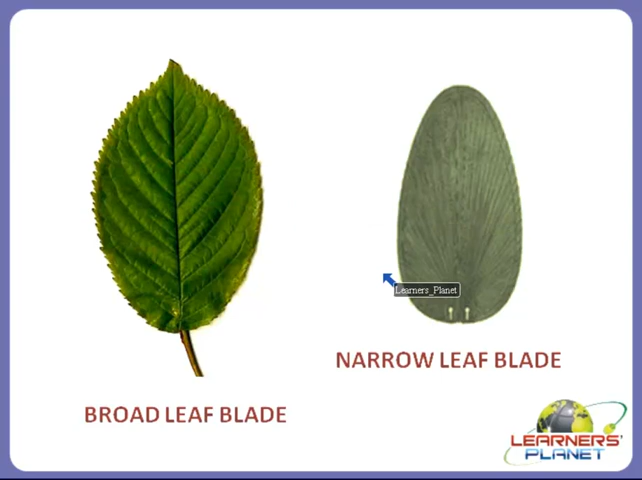 Learners_Planet
NARROW LEAF BLADE
BROAD LEAF BLADE
LEARNERS'
PLANET